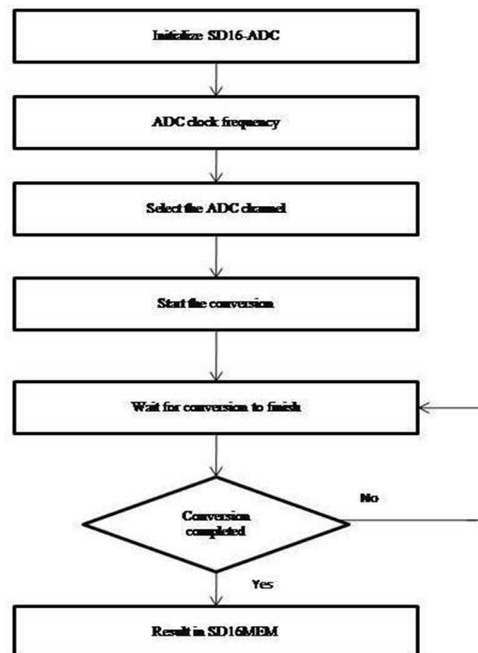 Initialize SD16-ADC
ADC clock frequency
Select the ADC channel
Start the conversion
Wait for conversion to finish
No
Conversion
completed
Yes
Result in SD16MEM